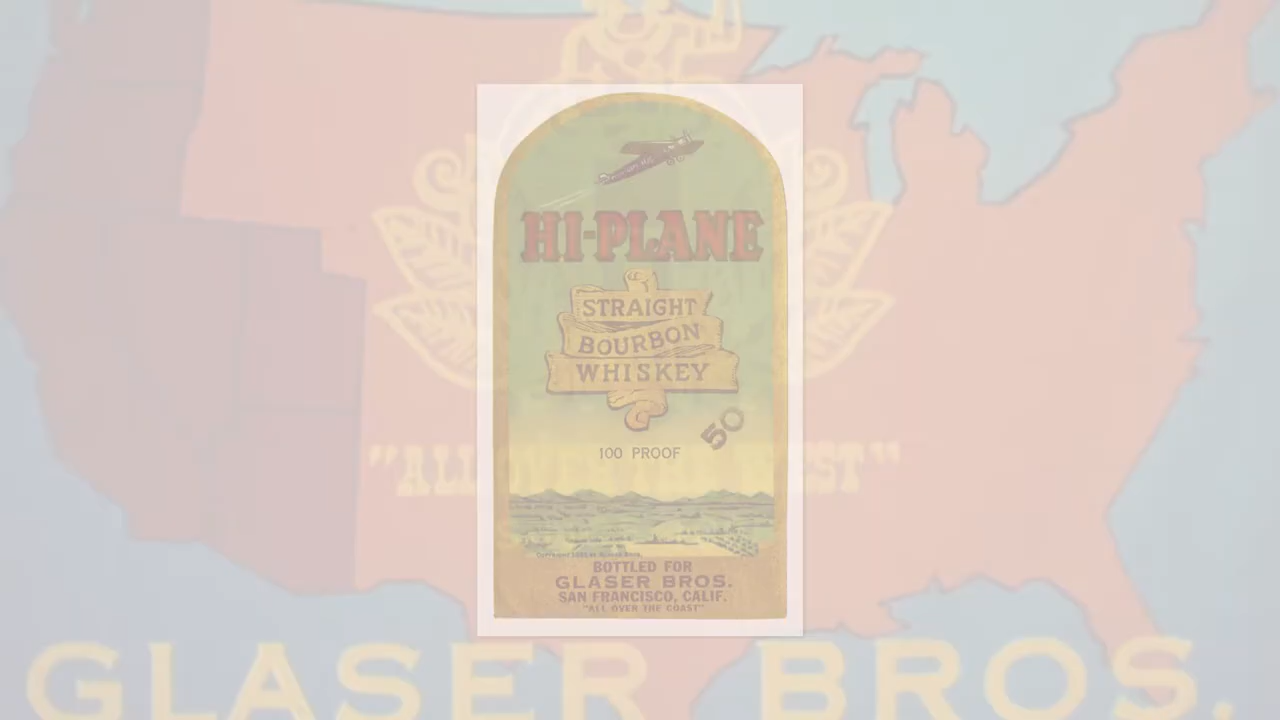 HI-PLANE
STRAIGHT
BOURBON
WHISKEY
50
100 PROOF
"ALL
BOTTLED FOR
GLASER BROS.
SAN FRANCISCO, CALIF.
"ALL OVER THE COAST"
GLASER BROS.